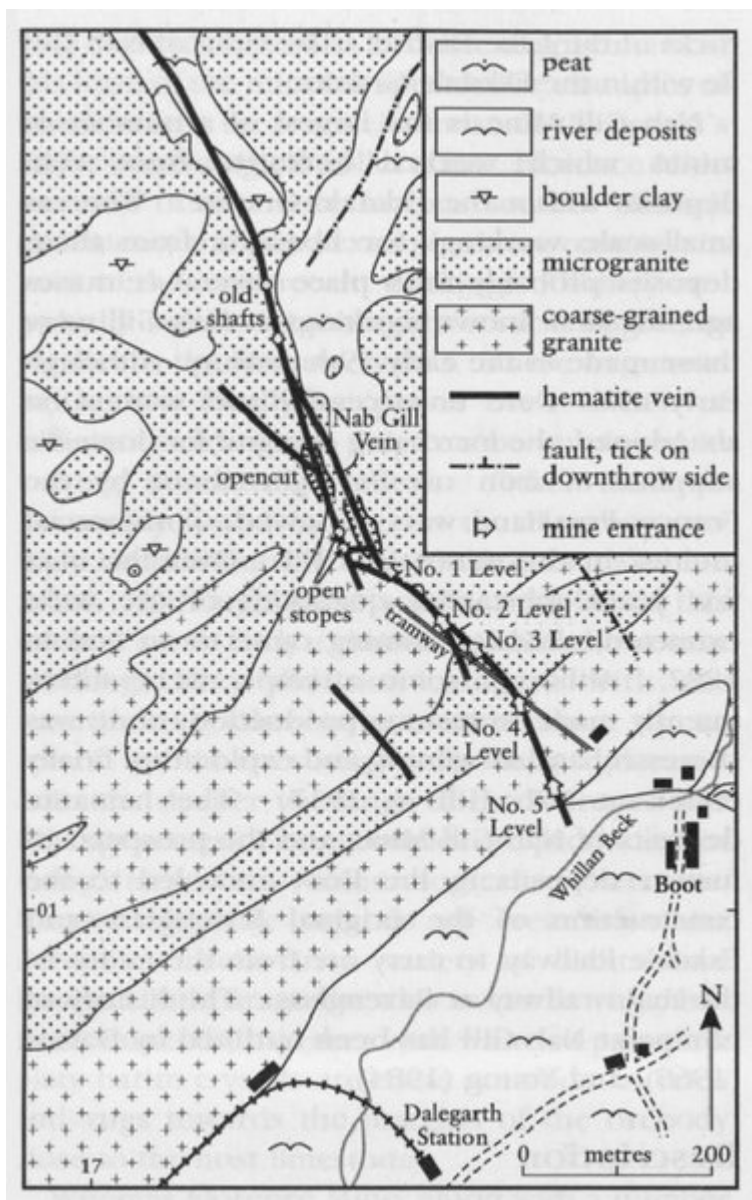 peat
river deposits
boulder clay
microgranite
coarse-grained
granite
hematite vein
fault, tick on
downthrow side
mine entrance
old
shafts
Nab Gill
Vein
opencut
No. 1 Level
open
stopes
No. 2 Level
tramway
No. 3 Level
No. 4
Level
No. 5
Level
Whillan Beck
Boot
01
N
Dalegarth
Station
17
0 metres 200